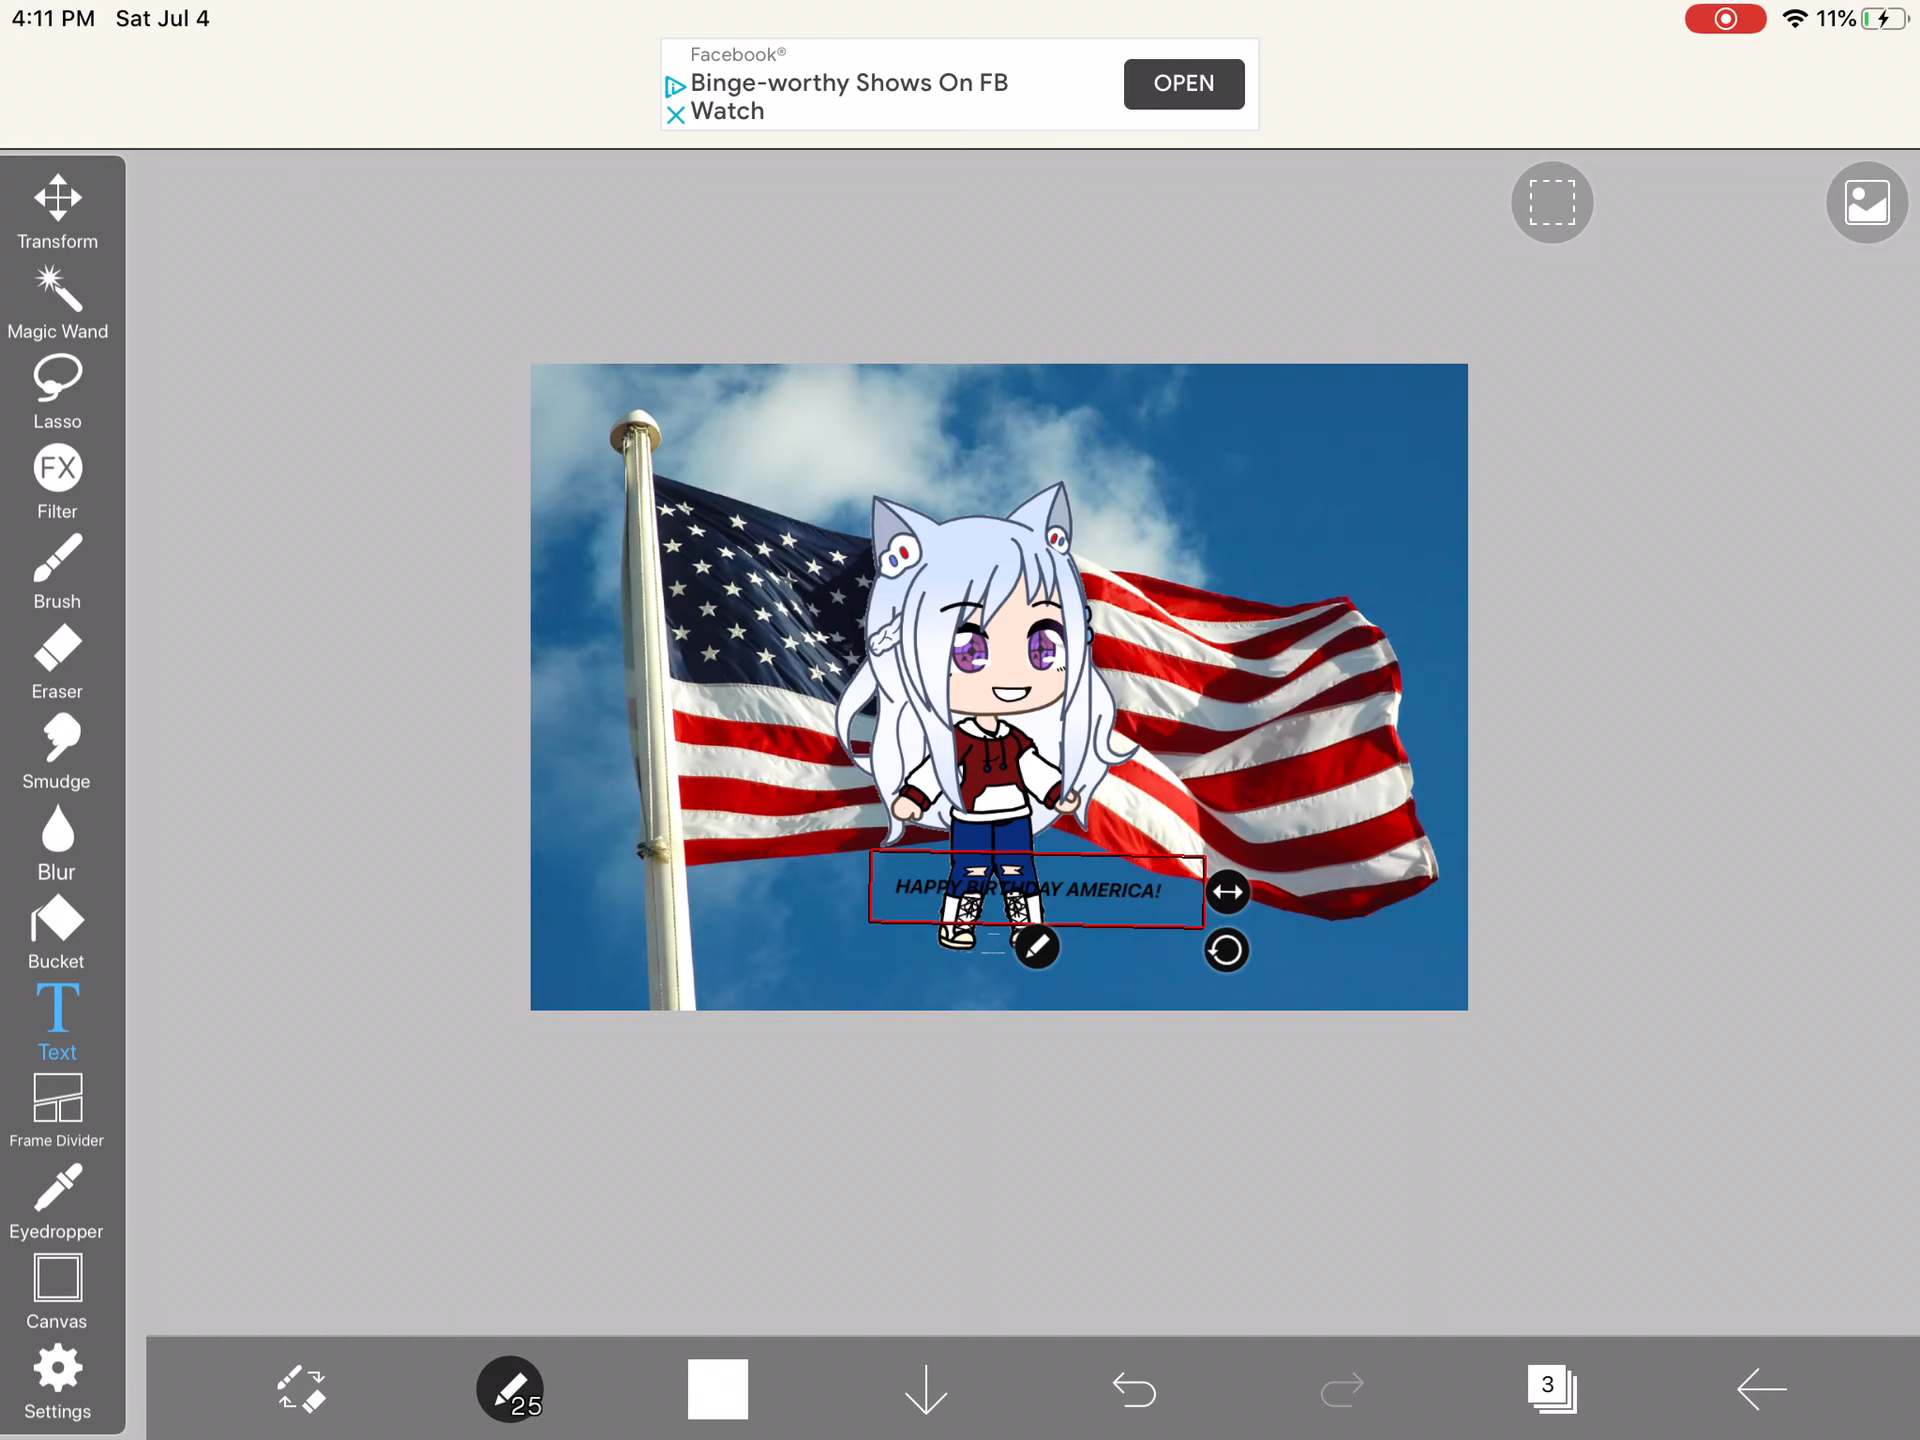 4:11 PM Sat Jul 4
11%
Facebook®
Binge-worthy Shows On FB
Watch
OPEN
Transform
Magic Wand
Lasso
FX
Filter
Brush
Eraser
Smudge
Blur
Bucket
T
Text
Frame Divider
Eyedropper
Canvas
Settings
HAPPY BIRTHDAY AMERICA!
25
3